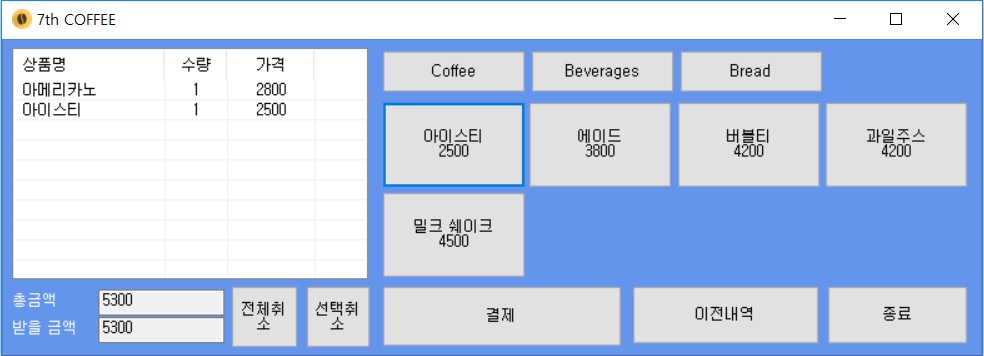 7th COFFEE
상품명 수량 가격
아메리카노 1 2800
아이스티 1 2500
총금액 5300
받을 금액 5300
전체취
소
선택취
소
Coffee Beverages Bread
아이스티
2500
에이드
3800
버블티
4200
과일주스
4200
밀크 쉐이크
4500
결제 이전내역 종료